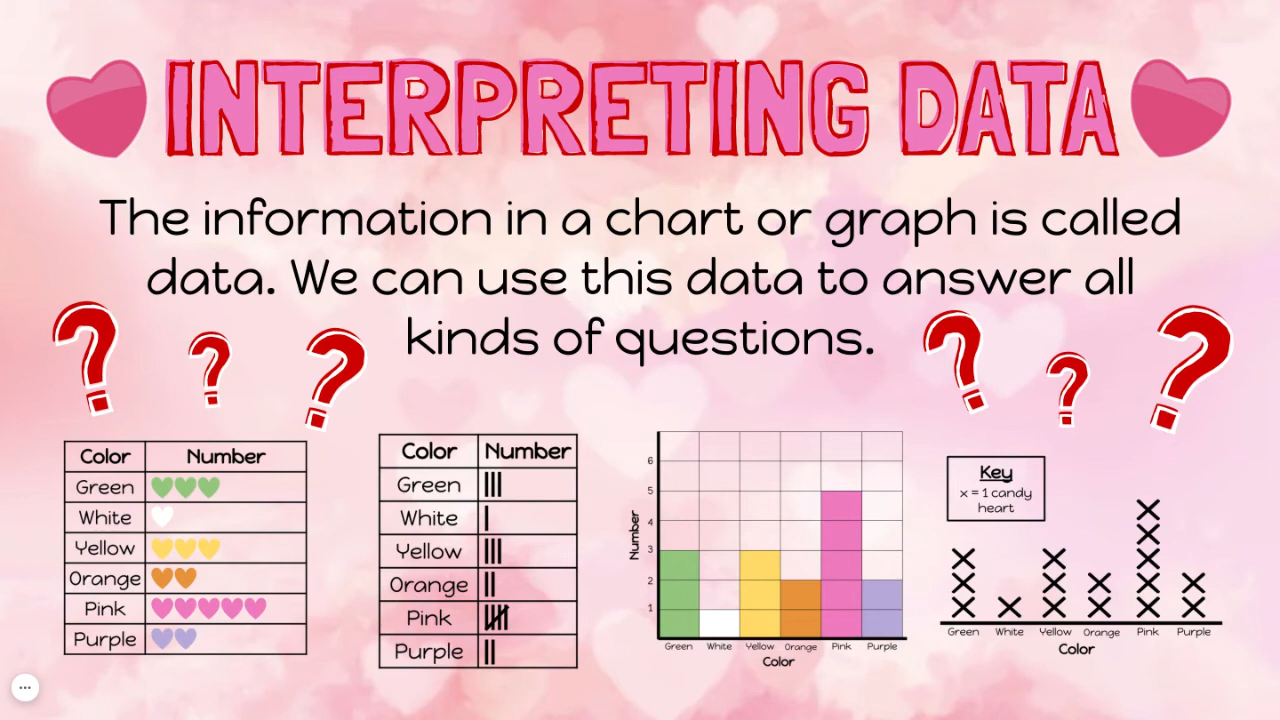 INTERPRETING DATA
The information in a chart or graph is called
data. We can use this data to answer all
kinds of questions.
? ? ? ? ? ?
Color Number
Green
White
Yellow
Orange
Pink
Purple
Color Number
Green
White
Yellow
Orange
Pink
Purple
Number
6
5
4
3
2
1
Green White Yellow Orange Pink Purple
Color
Key
x = 1 candy
heart
Green White Yellow Orange Pink Purple
Color